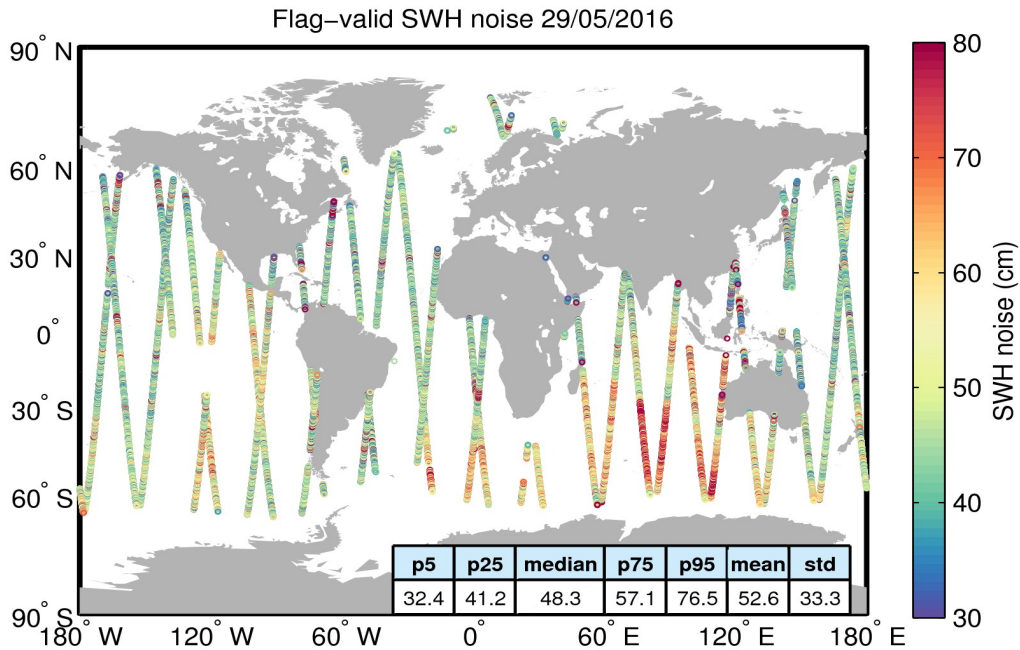 Flag−valid SWH noise 29/05/2016
90° N
60° N
30° N
0°
30° S
60° S
90° S
180° W
120° W
60° W
0°
60° E
120° E
180° E
p5 p25 median p75 p95 mean std
32.4 41.2 48.3 57.1 76.5 52.6 33.3
80
70
60
50
40
30
SWH noise (cm)